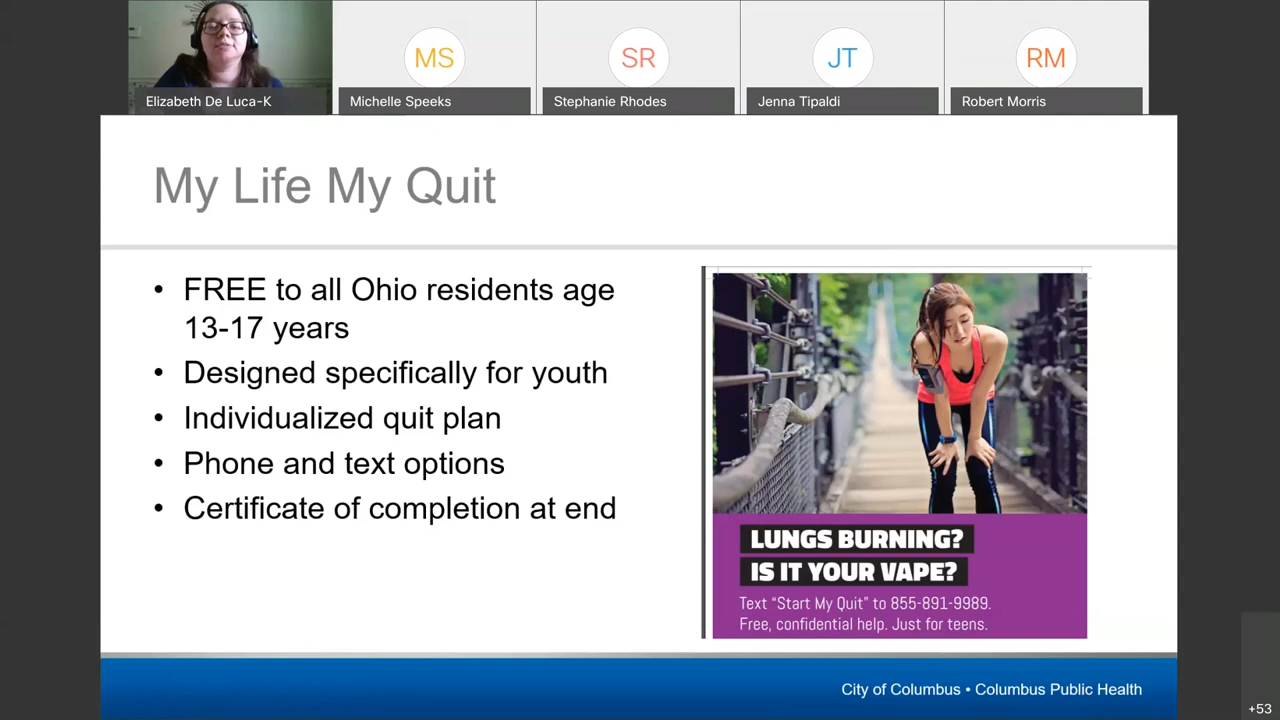 MS
SR
JT
RM
Elizabeth De Luca-K
Michelle Speeks
Stephanie Rhodes
Jenna Tipaldi
Robert Morris
My Life My Quit
• FREE to all Ohio residents age
13-17 years
• Designed specifically for youth
• Individualized quit plan
• Phone and text options
• Certificate of completion at end
LUNGS BURNING?
IS IT YOUR VAPE?
Text “Start My Quit” to 855-891-9989.
Free, confidential help. Just for teens.
City of Columbus • Columbus Public Health
+53